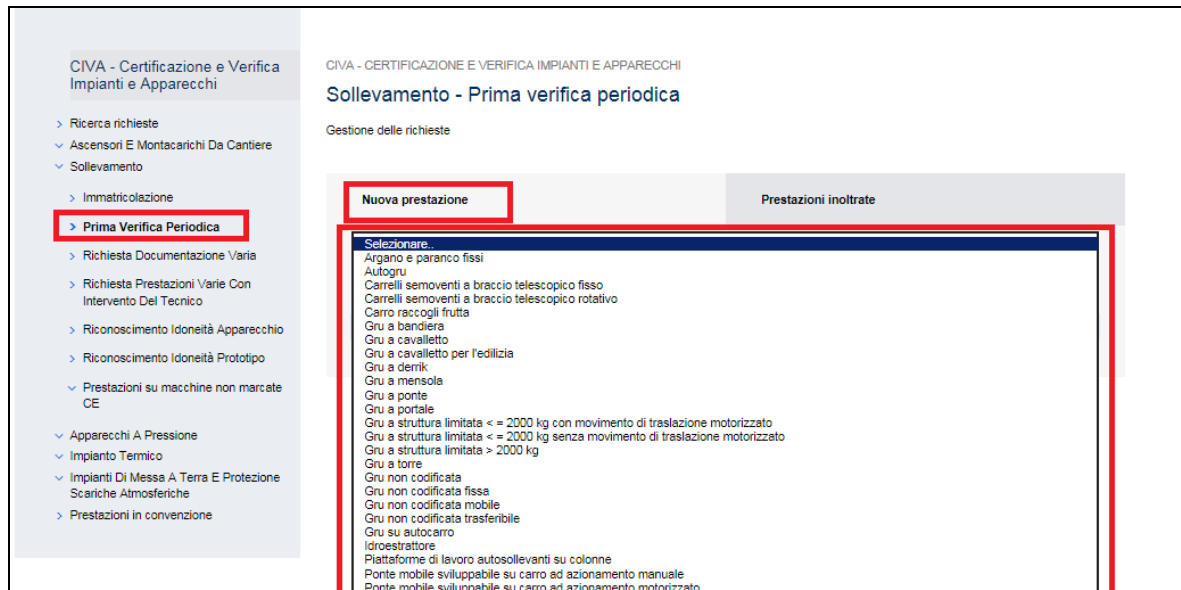 CIVA - Certificazione e Verifica
Impianti e Apparecchi
Ricerca richieste
Ascensori E Montacarichi Da Cantiere
Sollevamento
Immatricolazione
Prima Verifica Periodica
Richiesta Documentazione Varia
Richiesta Prestazioni Varie Con
Intervento Del Tecnico
Riconoscimento Idoneità Apparecchio
Riconoscimento Idoneità Prototipo
Prestazioni su macchine non marcate
CE
Apparecchi A Pressione
Impianto Termico
Impianti Di Messa A Terra E Protezione
Scariche Atmosferiche
Prestazioni in convenzione
CIVA - CERTIFICAZIONE E VERIFICA IMPIANTI E APPARECCHI
Sollevamento - Prima verifica periodica
Gestione delle richieste
Nuova prestazione
Prestazioni inoltrate
Selezionare..
Argano e paranco fissi
Autogru
Carrelli semoventi a braccio telescopico fisso
Carrelli semoventi a braccio telescopico rotativo
Carro raccogli frutta
Gru a bandiera
Gru a cavalletto
Gru a cavalletto per l'edilizia
Gru a derrik
Gru a mensola
Gru a ponte
Gru a portale
Gru a struttura limitata < = 2000 kg con movimento di traslazione motorizzato
Gru a struttura limitata < = 2000 kg senza movimento di traslazione motorizzato
Gru a struttura limitata > 2000 kg
Gru a torre
Gru non codificata
Gru non codificata fissa
Gru non codificata mobile
Gru non codificata trasferibile
Gru su autocarro
Idroestrattore
Piattaforme di lavoro autosollevanti su colonne
Ponte mobile sviluppabile su carro ad azionamento manuale
Ponte mobile sviluppabile su carro ad azionamento motorizzato